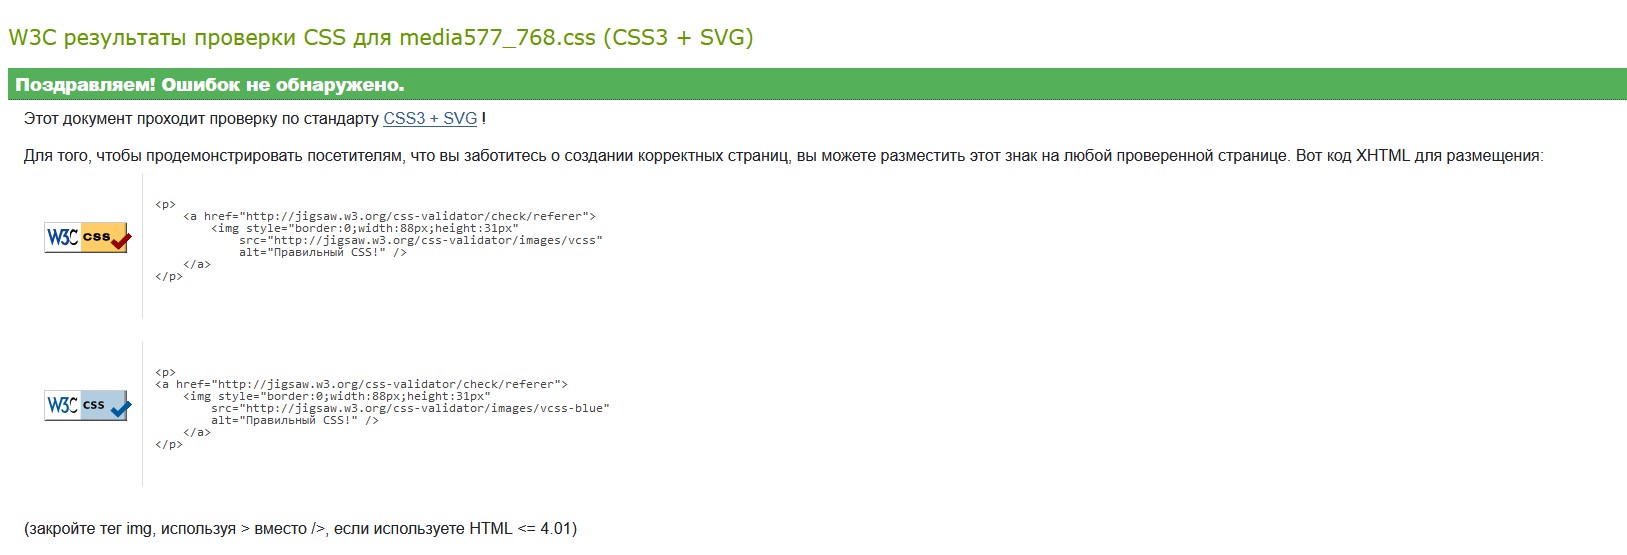 W3C результаты проверки CSS для media577_768.css (CSS3 + SVG)
Поздравляем! Ошибок не обнаружено.
Этот документ проходит проверку по стандарту CSS3 + SVG !
Для того, чтобы продемонстрировать посетителям, что вы заботитесь о создании корректных страниц, вы можете разместить этот знак на любой проверенной странице. Вот код XHTML для размещения:
W3C css
<p>
    <a href="http://jigsaw.w3.org/css-validator/check/referer">
        <img style="border:0;width:88px;height:31px"
            src="http://jigsaw.w3.org/css-validator/images/vcss"
            alt="Правильный CSS!" />
    </a>
</p>
W3C css
<p>
<a href="http://jigsaw.w3.org/css-validator/check/referer">
    <img style="border:0;width:88px;height:31px"
        src="http://jigsaw.w3.org/css-validator/images/vcss-blue"
        alt="Правильный CSS!" />
    </a>
</p>
(закройте тег img, используя > вместо />, если используете HTML <= 4.01)